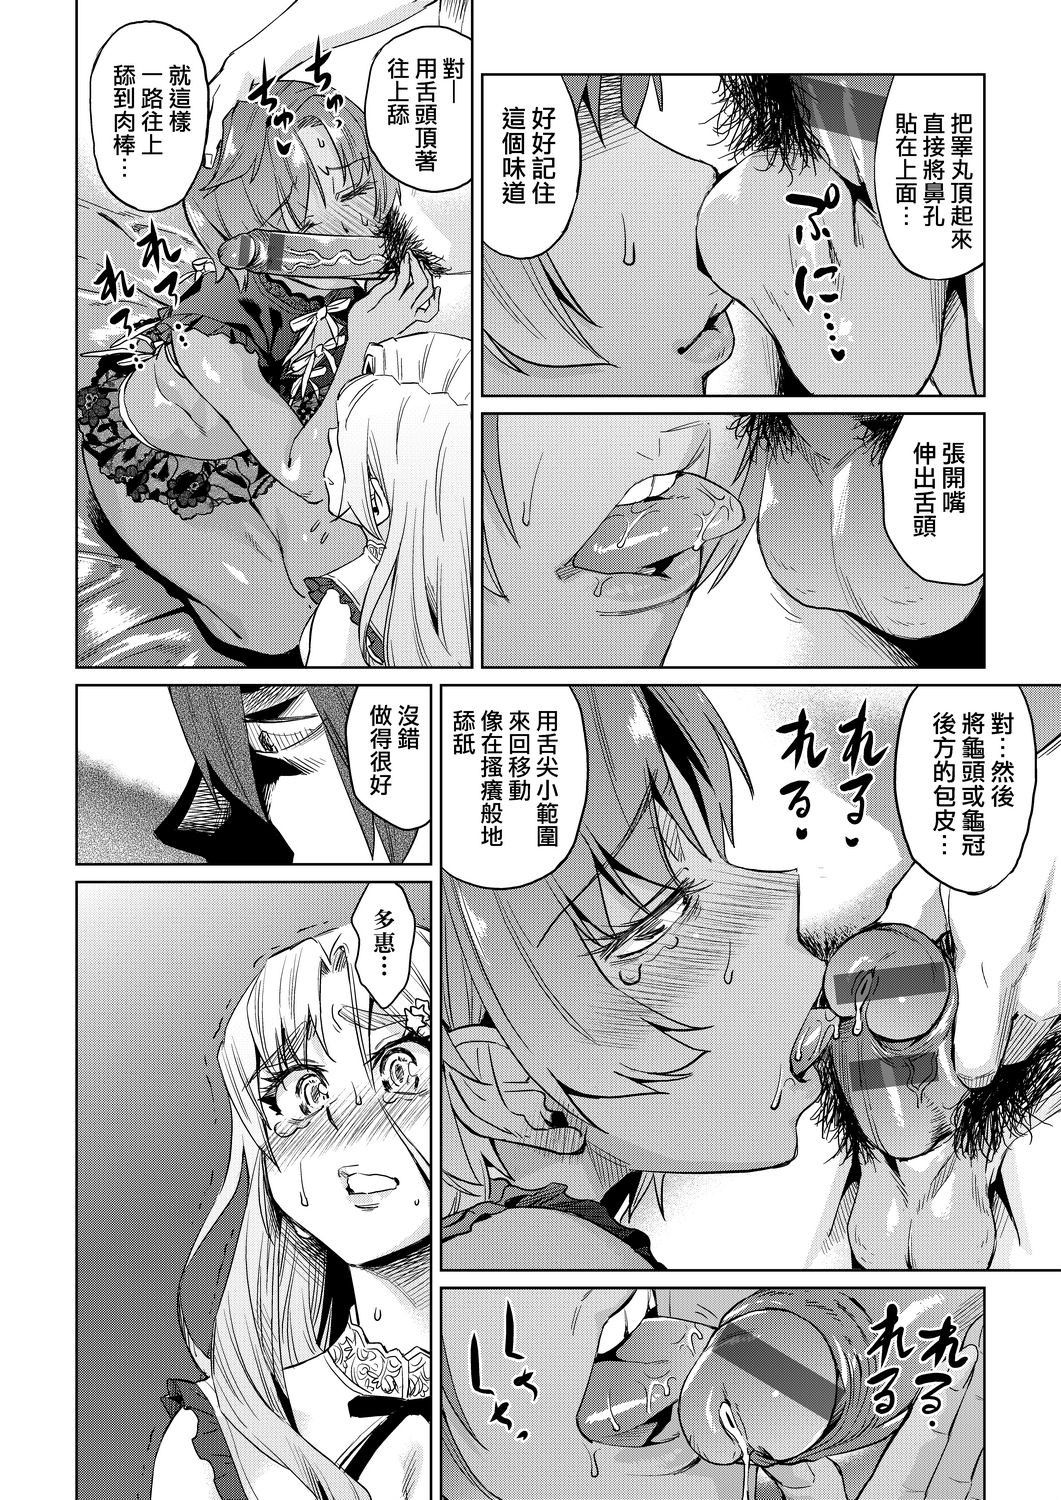 把睪丸頂起來
直接將鼻孔
貼在上面…
好好記住
這個味道
ぷに…
張開嘴
伸出舌頭
對—
用舌頭頂著
往上舔
就這樣
一路往上
舔到肉棒…
ちゅ
ちゅ
れろ
れろ
對…然後
將龜頭或龜冠
後方的包皮…
用舌尖小範圍
來回移動
像在搔癢般地
舔舐
れる
れる
沒錯
做得很好
多惠…
れる
れる